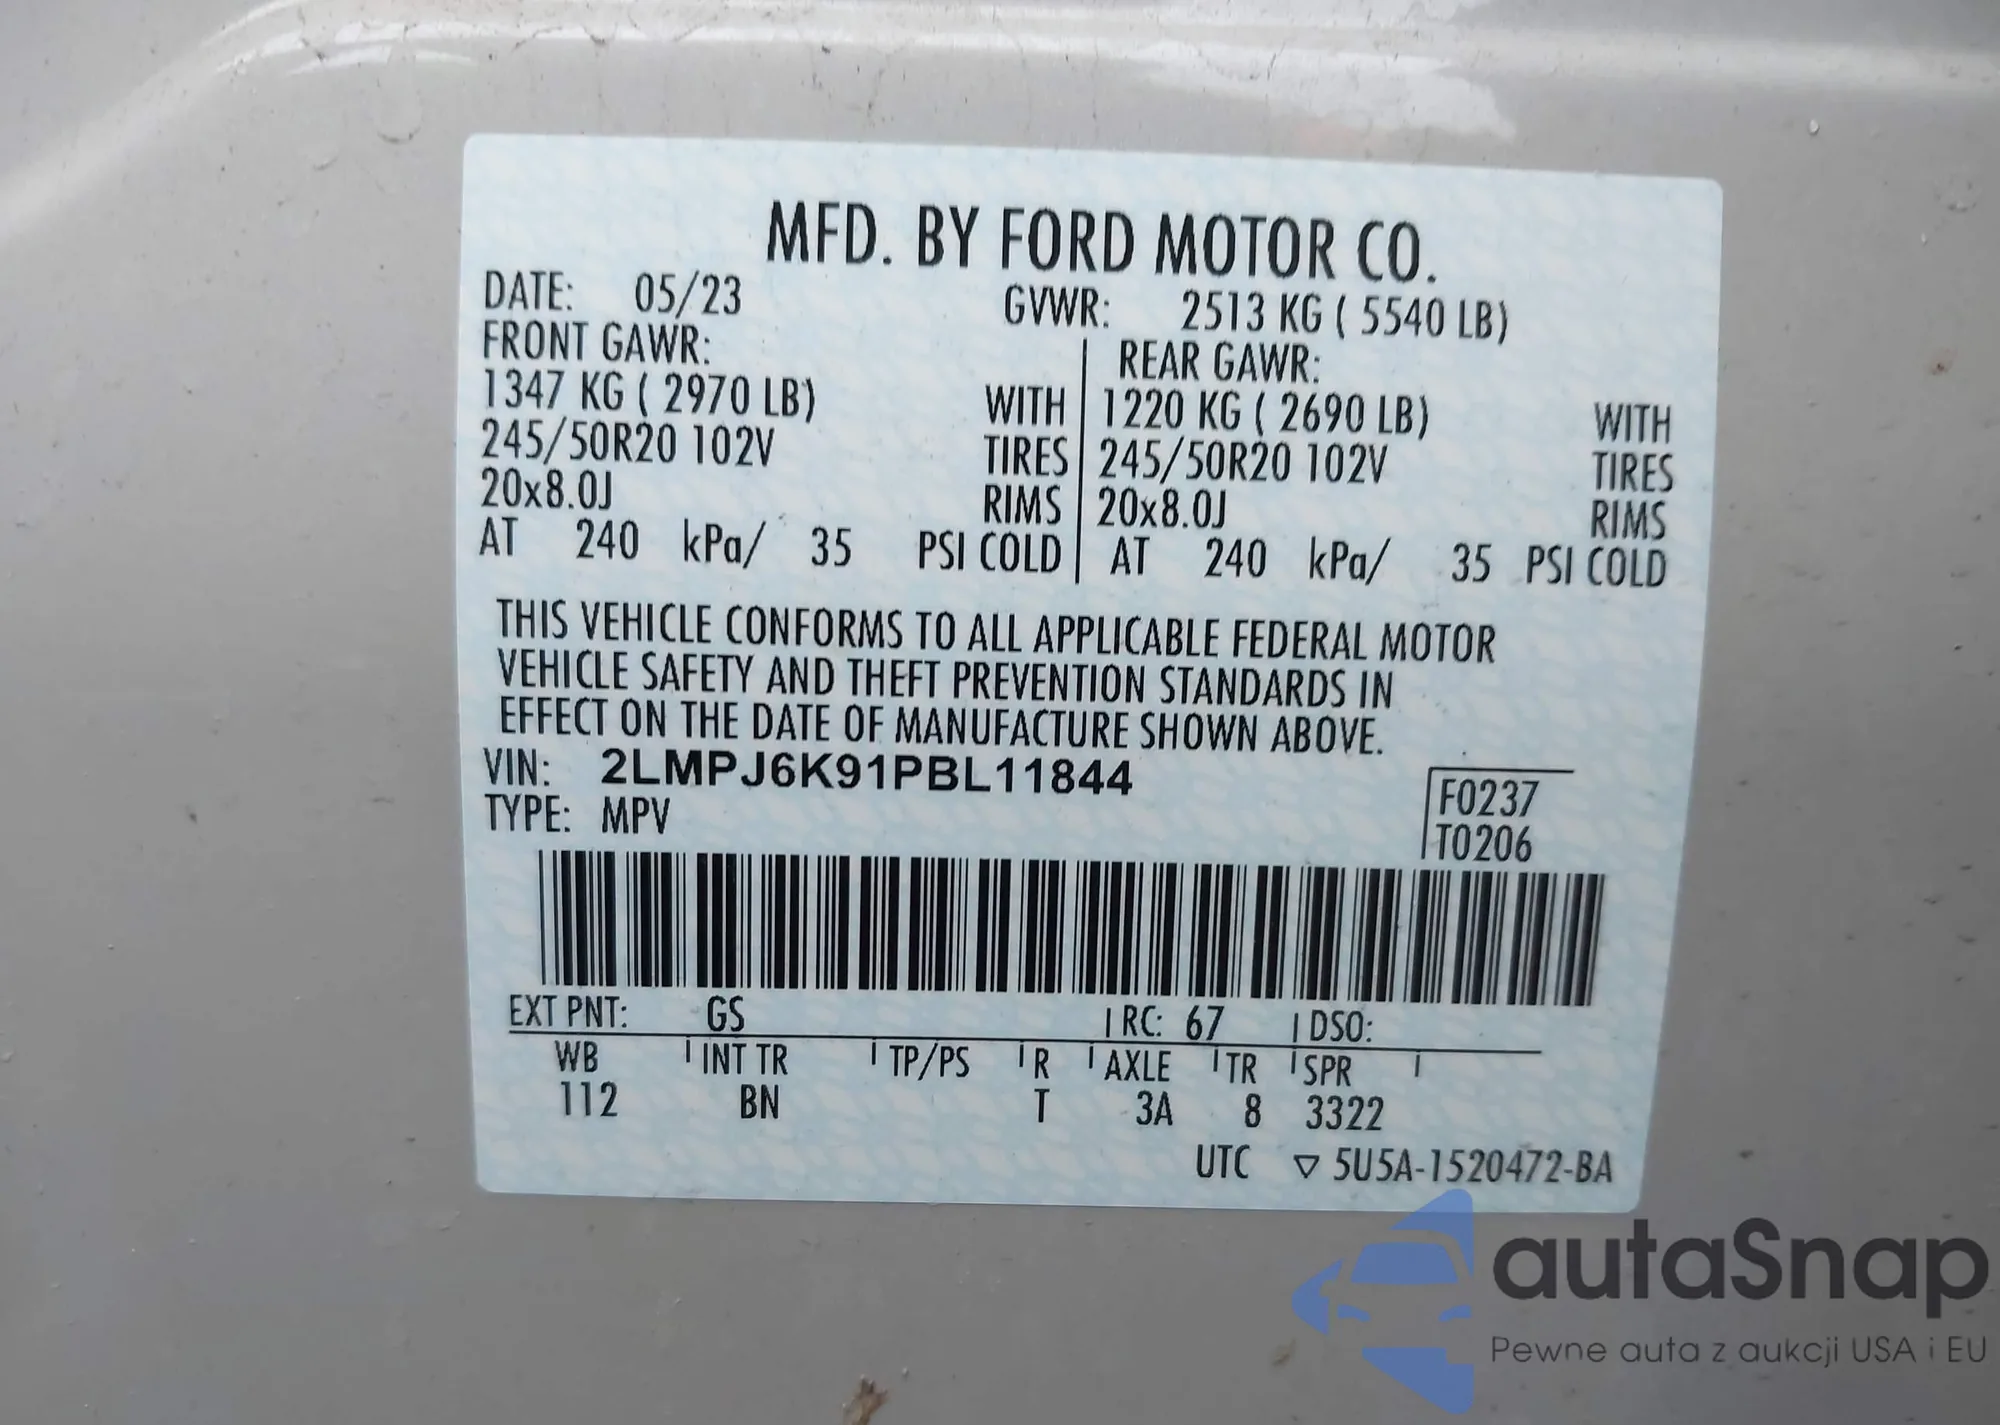 MFD. BY FORD MOTOR CO.
DATE: 05/23 GVWR: 2513 KG ( 5540 LB)
FRONT GAWR: REAR GAWR:
1347 KG ( 2970 LB) WITH 1220 KG ( 2690 LB) WITH
245/50R20 102V TIRES 245/50R20 102V TIRES
20x8.0J RIMS 20x8.0J RIMS
AT 240 kPa/ 35 PSI COLD AT 240 kPa/ 35 PSI COLD
THIS VEHICLE CONFORMS TO ALL APPLICABLE FEDERAL MOTOR
VEHICLE SAFETY AND THEFT PREVENTION STANDARDS IN
EFFECT ON THE DATE OF MANUFACTURE SHOWN ABOVE.
VIN: 2LMPJ6K91PBL11844
TYPE: MPV
F0237
T0206
EXT PNT: GS RC: 67 DSO:
WB INT TR TP/PS R AXLE TR SPR
112 BN T 3A 8 3322
UTC ▽ 5U5A-1520472-BA
autaSnap
Pewne auta z aukcji USA i EU